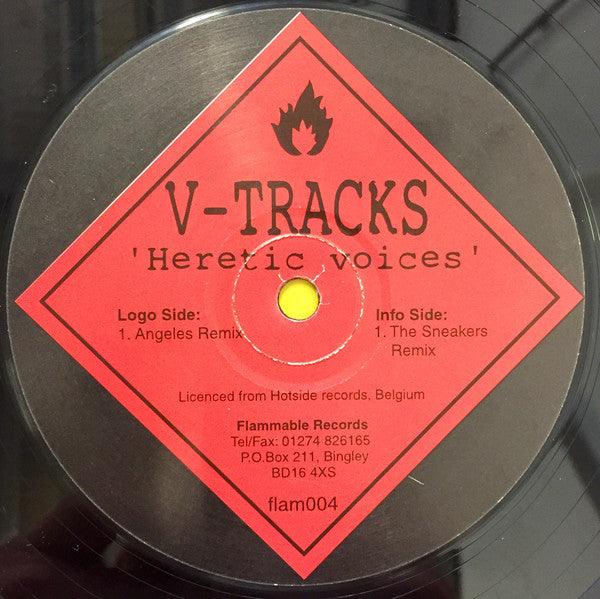 V-TRACKS
'Heretic voices'
Logo Side:
1. Angeles Remix
Info Side:
1. The Sneakers
Remix
Licenced from Hotside records, Belgium
Flammable Records
Tel/Fax: 01274 826165
P.O.Box 211, Bingley
BD16 4XS
flam004